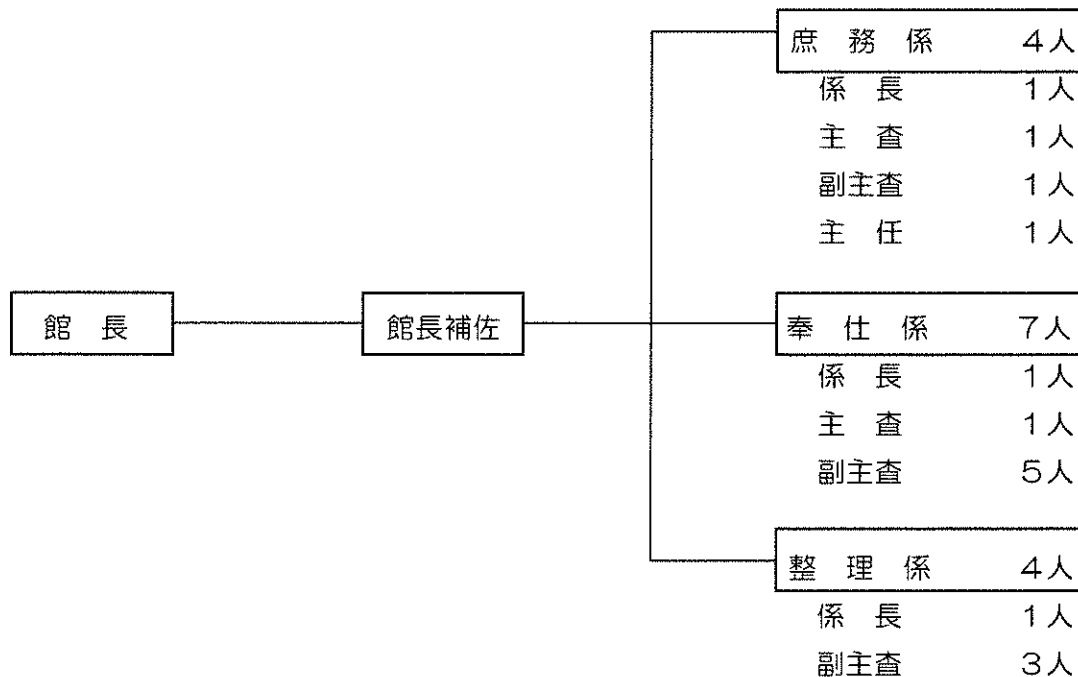 館長
館長補佐
庶務係 4人
係長 1人
主査 1人
副主査 1人
主任 1人
奉仕係 7人
係長 1人
主査 1人
副主査 5人
整理係 4人
係長 1人
副主査 3人